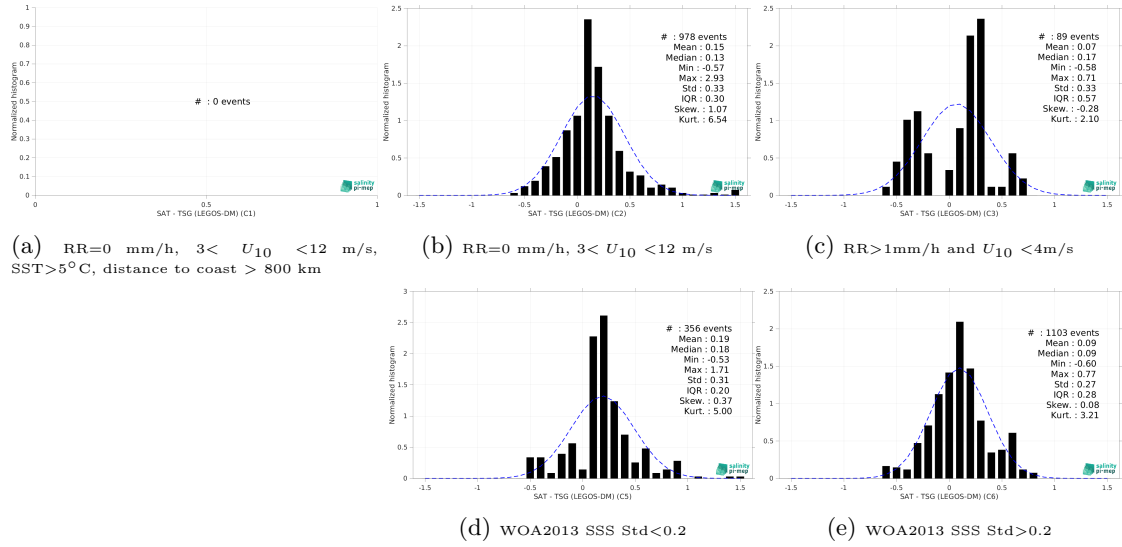 1
0.9
0.8
0.7
0.6
0.5
0.4
0.3
0.2
0.1
0
Normalized histogram
# : 0 events
salinity
pi-mep
0 0.5 1
SAT - TSG (LEGOS-DM) (C1)
(a) RR=0 mm/h, 3< U10 <12 m/s,
SST>5°C, distance to coast > 800 km
2.5
2
1.5
1
0.5
0
Normalized histogram
# : 978 events
Mean : 0.15
Median : 0.13
Min : -0.57
Max : 2.93
Std : 0.33
IQR : 0.30
Skew. : 1.07
Kurt. : 6.54
salinity
pi-mep
-1.5 -1 -0.5 0 0.5 1 1.5
SAT - TSG (LEGOS-DM) (C2)
(b) RR=0 mm/h, 3< U10 <12 m/s
2.5
2
1.5
1
0.5
0
Normalized histogram
# : 89 events
Mean : 0.07
Median : 0.17
Min : -0.58
Max : 0.71
Std : 0.33
IQR : 0.57
Skew. : -0.28
Kurt. : 2.10
salinity
pi-mep
-1.5 -1 -0.5 0 0.5 1 1.5
SAT - TSG (LEGOS-DM) (C3)
(c) RR>1mm/h and U10 <4m/s
3
2.5
2
1.5
1
0.5
0
Normalized histogram
# : 356 events
Mean : 0.19
Median : 0.18
Min : -0.53
Max : 1.71
Std : 0.31
IQR : 0.20
Skew. : 0.37
Kurt. : 5.00
salinity
pi-mep
-1.5 -1 -0.5 0 0.5 1 1.5
SAT - TSG (LEGOS-DM) (C5)
(d) WOA2013 SSS Std<0.2
2.5
2
1.5
1
0.5
0
Normalized histogram
# : 1103 events
Mean : 0.09
Median : 0.09
Min : -0.60
Max : 0.77
Std : 0.27
IQR : 0.28
Skew. : 0.08
Kurt. : 3.21
salinity
pi-mep
-1.5 -1 -0.5 0 0.5 1 1.5
SAT - TSG (LEGOS-DM) (C6)
(e) WOA2013 SSS Std>0.2